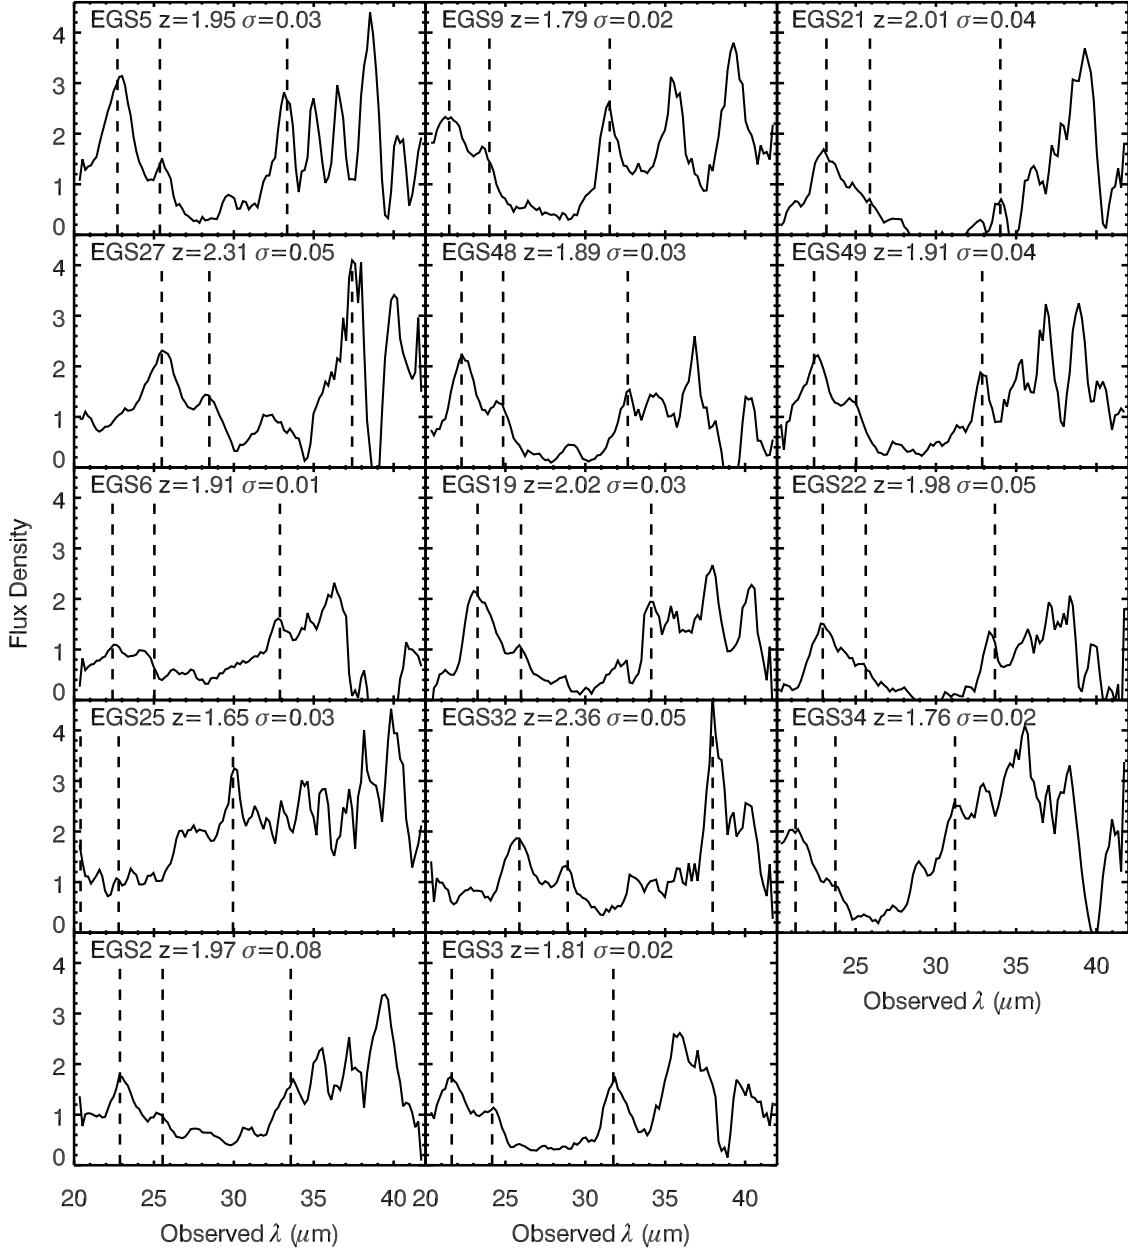 EGS5 z=1.95 σ=0.03
EGS9 z=1.79 σ=0.02
EGS21 z=2.01 σ=0.04
4
3
2
1
0
EGS27 z=2.31 σ=0.05
EGS48 z=1.89 σ=0.03
EGS49 z=1.91 σ=0.04
4
3
2
1
0
EGS6 z=1.91 σ=0.01
EGS19 z=2.02 σ=0.03
EGS22 z=1.98 σ=0.05
4
3
2
1
0
Flux Density
EGS25 z=1.65 σ=0.03
EGS32 z=2.36 σ=0.05
EGS34 z=1.76 σ=0.02
4
3
2
1
0
25 30 35 40
Observed λ (μm)
EGS2 z=1.97 σ=0.08
EGS3 z=1.81 σ=0.02
4
3
2
1
0
20 25 30 35 40
20 25 30 35 40
Observed λ (μm)
Observed λ (μm)